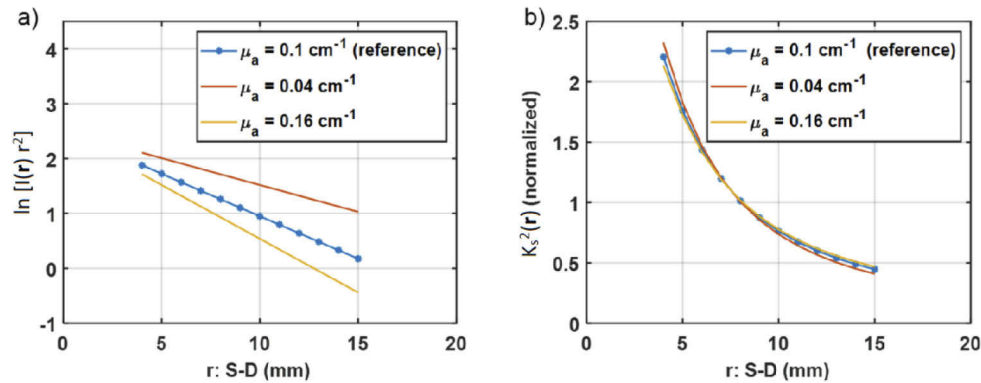 a)
ln [I(r) r²]
4
3
2
1
0
-1
μa = 0.1 cm⁻¹ (reference)
μa = 0.04 cm⁻¹
μa = 0.16 cm⁻¹
0 5 10 15 20
r: S-D (mm)
b)
Ks²(r) (normalized)
2.5
2
1.5
1
0.5
0
μa = 0.1 cm⁻¹ (reference)
μa = 0.04 cm⁻¹
μa = 0.16 cm⁻¹
0 5 10 15 20
r: S-D (mm)